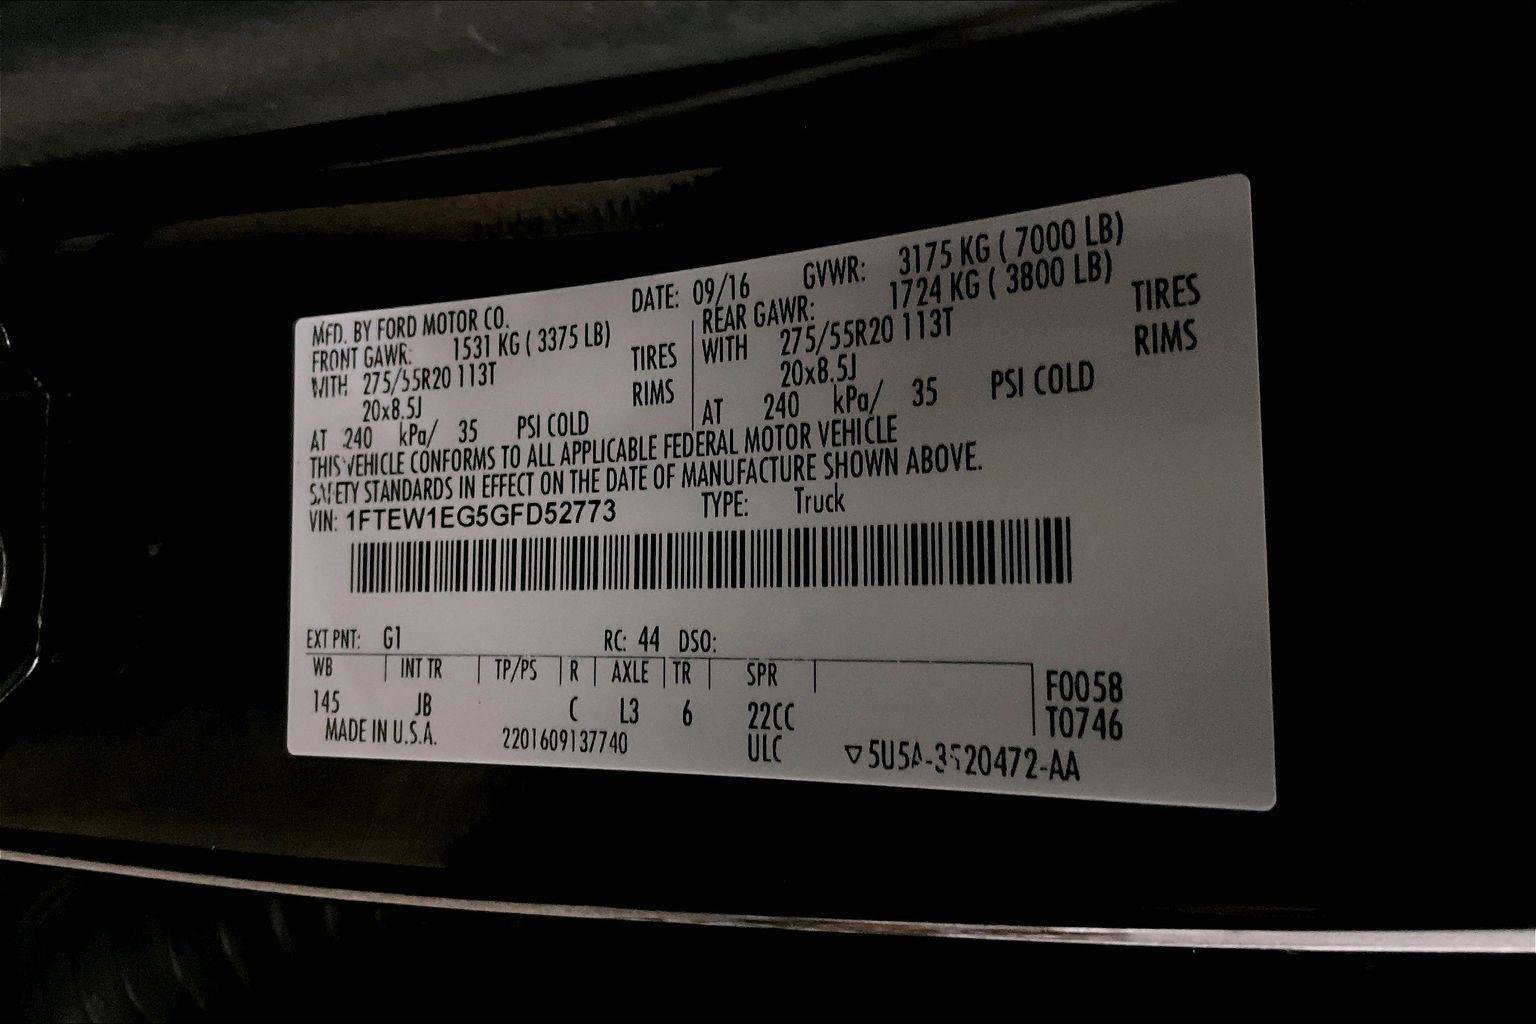 MFD. BY FORD MOTOR CO. DATE: 09/16 GVWR: 3175 KG ( 7000 LB)
FRONT GAWR: 1531 KG ( 3375 LB) REAR GAWR: 1724 KG ( 3800 LB)
WITH 275/55R20 113T TIRES WITH 275/55R20 113T TIRES
20x8.5J RIMS 20x8.5J RIMS
AT 240 kPa/ 35 PSI COLD AT 240 kPa/ 35 PSI COLD
THIS VEHICLE CONFORMS TO ALL APPLICABLE FEDERAL MOTOR VEHICLE
SAFETY STANDARDS IN EFFECT ON THE DATE OF MANUFACTURE SHOWN ABOVE.
VIN: 1FTEW1EG5GFD52773 TYPE: Truck
EXT PNT: G1 RC: 44 DSO:
WB INT TR TP/PS R AXLE TR SPR F0058
145 JB C L3 6 22CC T0746
MADE IN U.S.A. 2201609137740 ULC ▽5U5A-3520472-AA